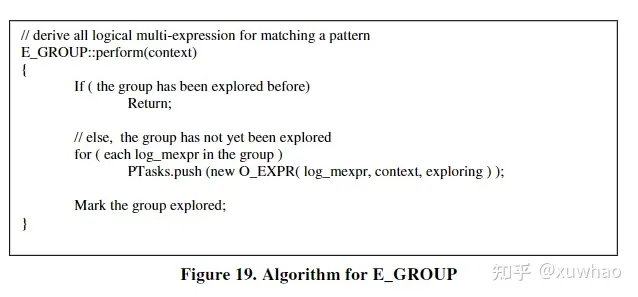 // derive all logical multi-expression for matching a pattern
E_GROUP::perform(context)
{
If ( the group has been explored before)
Return;
// else, the group has not yet been explored
for ( each log_mexpr in the group )
PTasks.push (new O_EXPR( log_mexpr, context, exploring ) );
Mark the group explored;
}
Figure 19. Algorithm for E_GROUP
知乎 @xuwhao